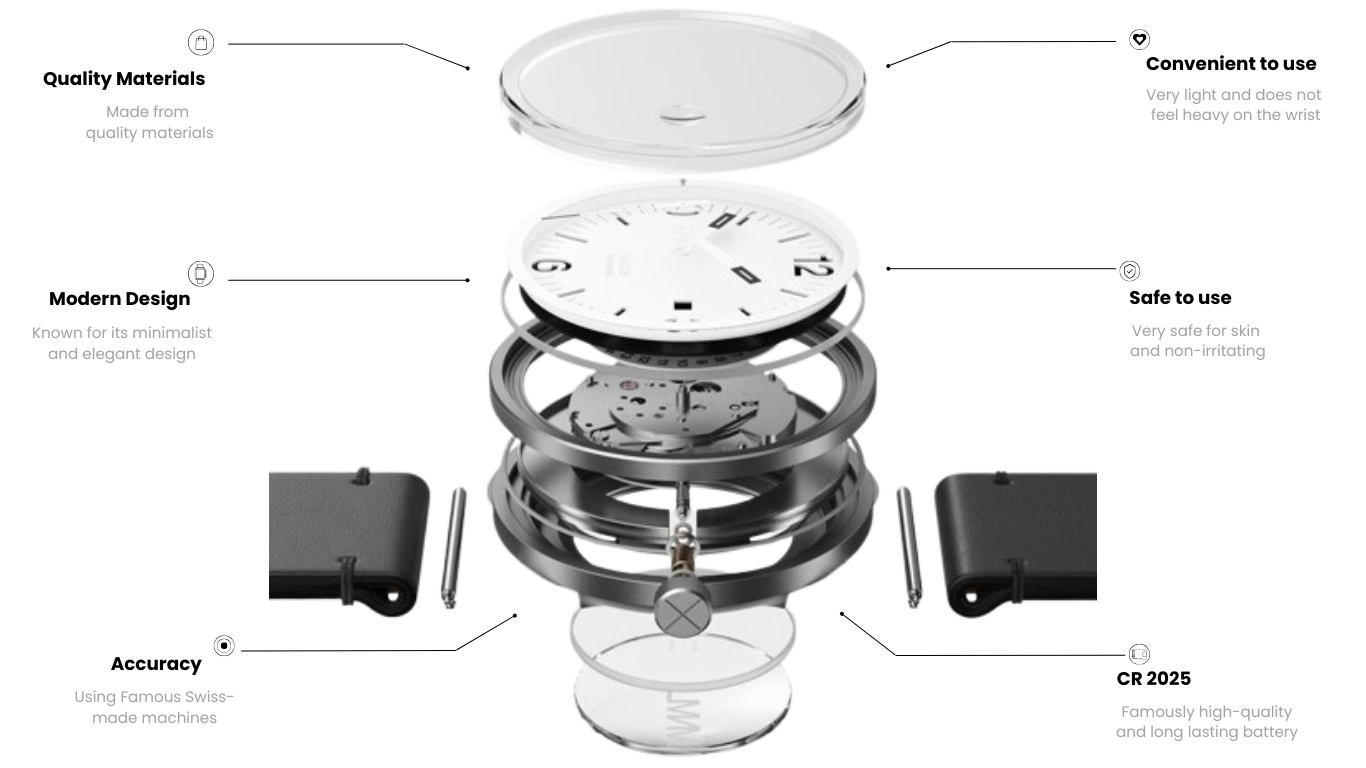 Quality Materials
Made from
quality materials
Convenient to use
Very light and does not
feel heavy on the wrist
Modern Design
Known for its minimalist
and elegant design
6
12
Safe to use
Very safe for skin
and non-irritating
Accuracy
Using Famous Swiss-
made machines
CR 2025
Famously high-quality
and long lasting battery